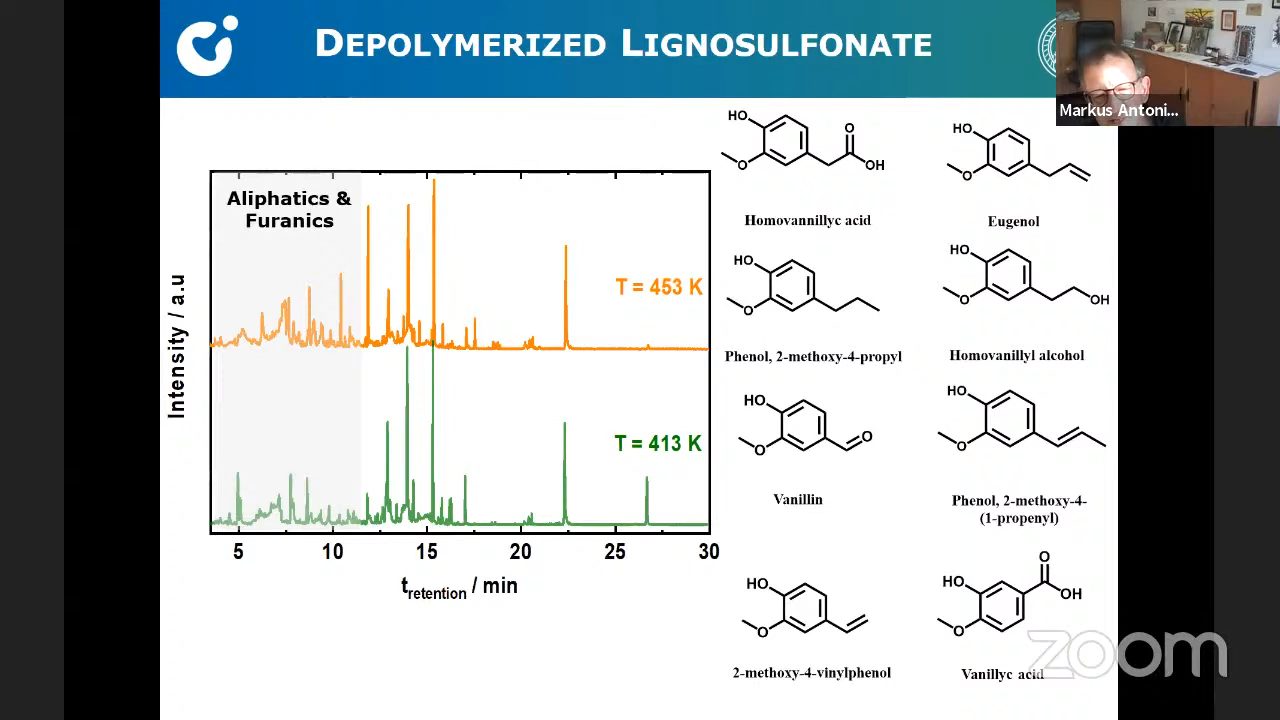 DEPOLYMERIZED LIGNOSULFONATE
Markus Antoni...
Aliphatics &
Furanics
T = 453 K
T = 413 K
Intensity / a.u
5 10 15 20 25 30
tretention / min
HO
O
O
OH
Homovannillyc acid
HO
O
Eugenol
HO
O
Phenol, 2-methoxy-4-propyl
HO
O
OH
Homovanillyl alcohol
HO
O
O
Vanillin
HO
O
Phenol, 2-methoxy-4-
(1-propenyl)
HO
O
2-methoxy-4-vinylphenol
HO
O
O
OH
Vanillyc acid
zoom